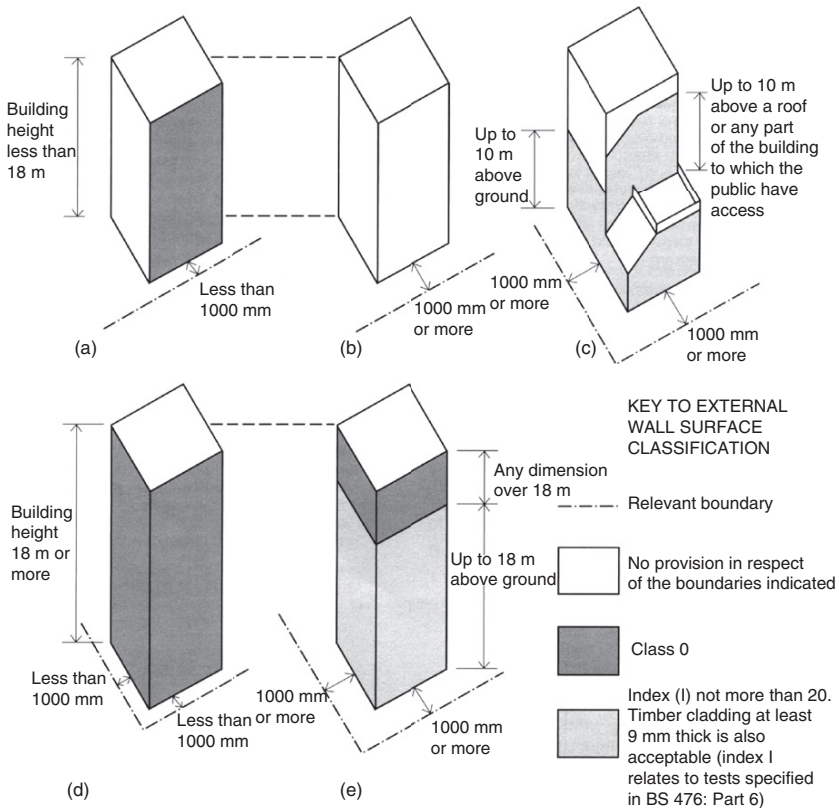 Building
height
less than
18 m
Less than
1000 mm
(a)
1000 mm
or more
(b)
Up to
10 m
above
ground
Up to 10 m
above a roof
or any part
of the building
to which the
public have
access
1000 mm
or more
1000 mm
or more
(c)
Building
height
18 m or
more
Less than
1000 mm
Less than
1000 mm
(d)
Any dimension
over 18 m
Up to 18 m
above ground
1000 mm
or more
1000 mm
or more
(e)
KEY TO EXTERNAL
WALL SURFACE
CLASSIFICATION
Relevant boundary
No provision in respect
of the boundaries indicated
Class 0
Index (I) not more than 20.
Timber cladding at least
9 mm thick is also
acceptable (index I
relates to tests specified
in BS 476: Part 6)